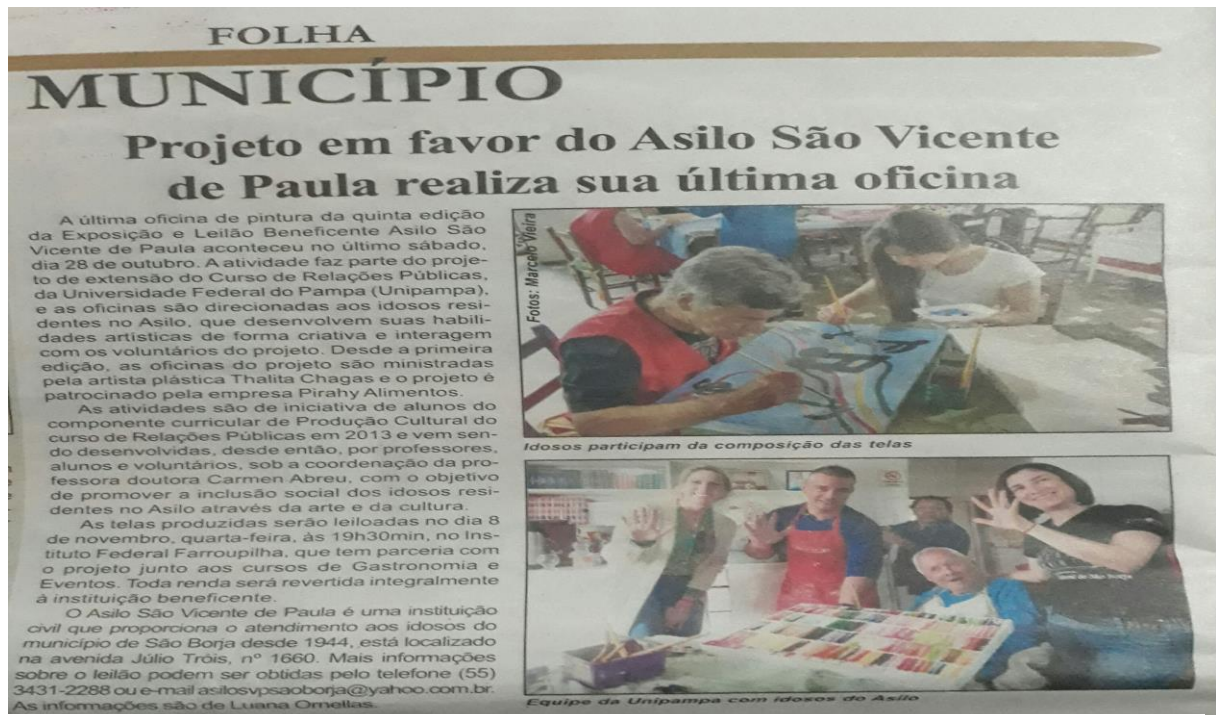 FOLHA
MUNICÍPIO
Projeto em favor do Asilo São Vicente
de Paula realiza sua última oficina
A última oficina de pintura da quinta edição
da Exposição e Leilão Beneficente Asilo São
Vicente de Paula aconteceu no último sábado,
dia 28 de outubro. A atividade faz parte do proje-
to de extensão do Curso de Relações Públicas,
da Universidade Federal do Pampa (Unipampa),
e as oficinas são direcionadas aos idosos resi-
dentes no Asilo, que desenvolvem suas habili-
dades artísticas de forma criativa e interagem
com os voluntários do projeto. Desde a primeira
edição, as oficinas do projeto são ministradas
pela artista plástica Thalita Chagas e o projeto é
patrocinado pela empresa Pirahy Alimentos.
As atividades são de iniciativa de alunos do
componente curricular de Produção Cultural do
curso de Relações Públicas em 2013 e vem sen-
do desenvolvidas, desde então, por professores,
alunos e voluntários, sob a coordenação da pro-
fessora doutora Carmen Abreu, com o objetivo
de promover a inclusão social dos idosos resi-
dentes no Asilo através da arte e da cultura.
As telas produzidas serão leiloadas no dia 8
de novembro, quarta-feira, às 19h30min, no Ins-
tituto Federal Farroupilha, que tem parceria com
o projeto junto aos cursos de Gastronomia e
Eventos. Toda renda será revertida integralmente
à instituição beneficente.
O Asilo São Vicente de Paula é uma instituição
civil que proporciona o atendimento aos idosos do
município de São Borja desde 1944, está localizado
na avenida Júlio Tróis, nº 1660. Mais informações
sobre o leilão podem ser obtidas pelo telefone (55)
3431-2288 ou e-mail asilosvpsaoborja@yahoo.com.br.
As informações são de Luana Ornellas.
Fotos: Marcelo Vieira
Idosos participam da composição das telas
Equipe da Unipampa com idosos do Asilo